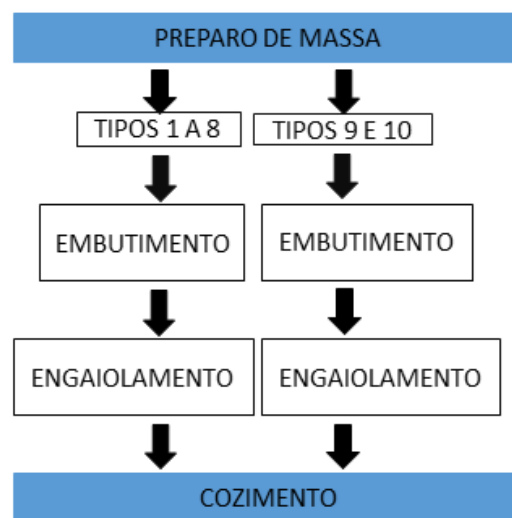 PREPARO DE MASSA
TIPOS 1 A 8
TIPOS 9 E 10
EMBUTIMENTO
EMBUTIMENTO
ENGAIOLAMENTO
ENGAIOLAMENTO
COZIMENTO